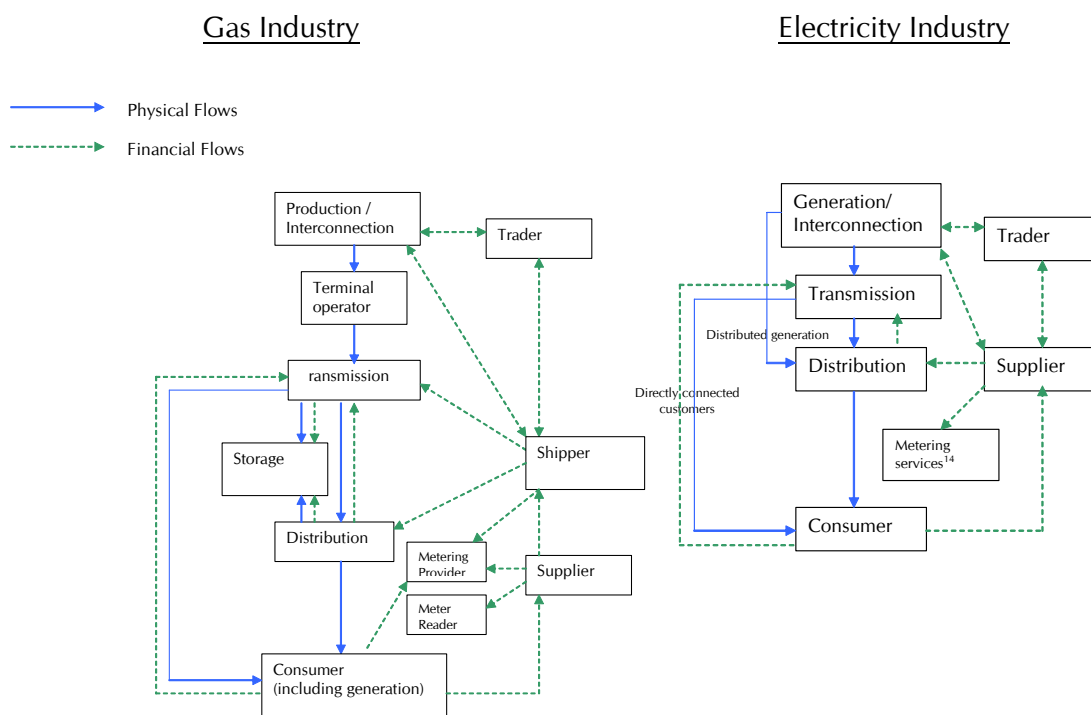 Gas Industry
Electricity Industry
Physical Flows
Financial Flows
Production /
Interconnection
Trader
Terminal
operator
ransmission
Storage
Shipper
Distribution
Metering
Provider
Supplier
Meter
Reader
Consumer
(including generation)
Generation/
Interconnection
Trader
Transmission
Distributed generation
Distribution
Supplier
Directly connected
customers
Metering
services14
Consumer